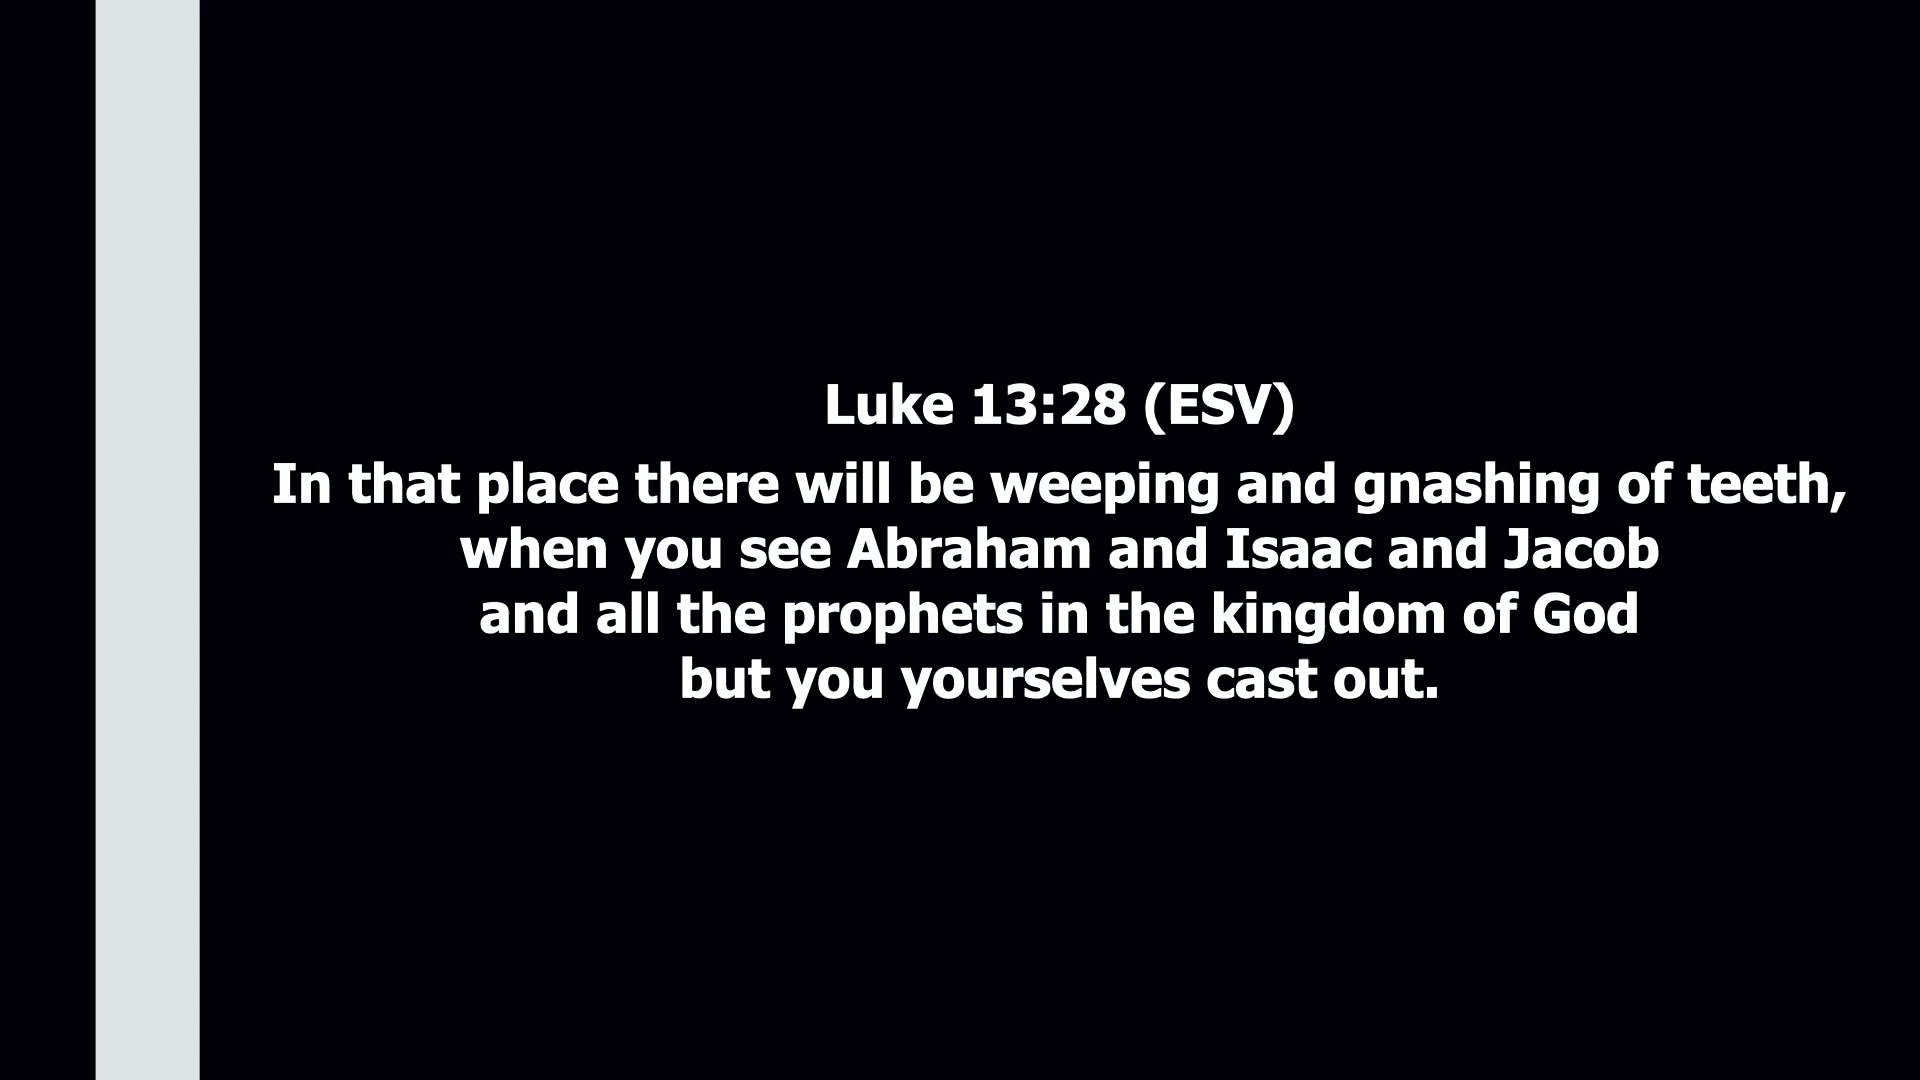 Luke 13:28 (ESV)
In that place there will be weeping and gnashing of teeth,
when you see Abraham and Isaac and Jacob
and all the prophets in the kingdom of God
but you yourselves cast out.